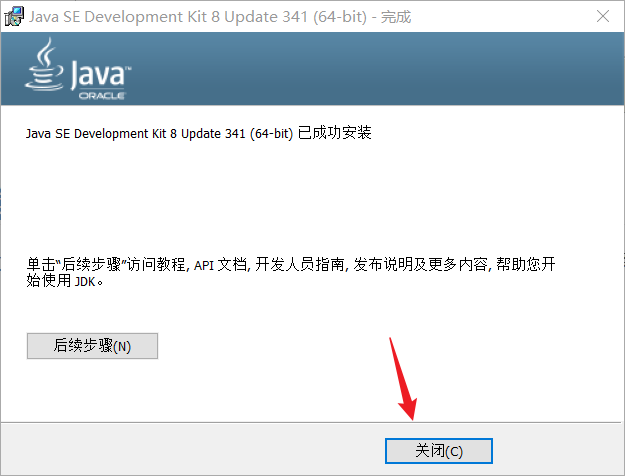 Java SE Development Kit 8 Update 341 (64-bit) - 完成
Java™
ORACLE
Java SE Development Kit 8 Update 341 (64-bit) 已成功安装
单击“后续步骤”访问教程, API 文档, 开发人员指南, 发布说明及更多内容, 帮助您开
始使用 JDK。
后续步骤(N)
关闭(C)